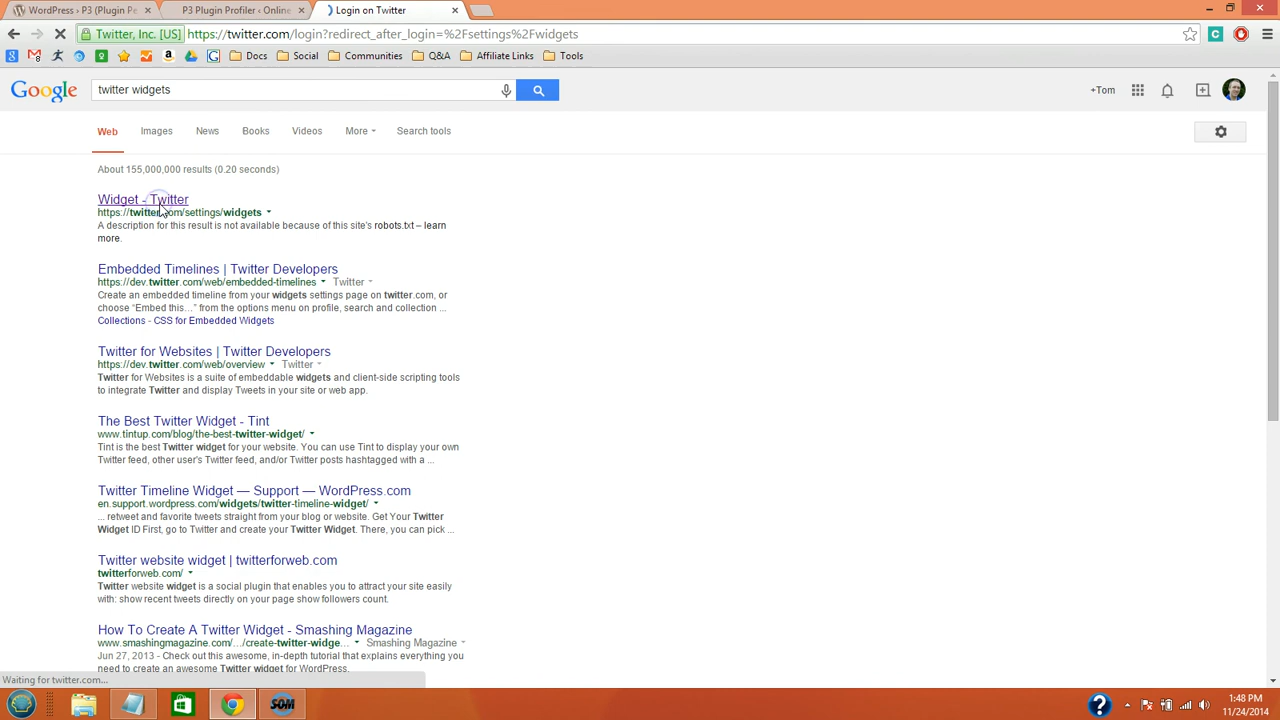 WordPress › P3 (Plugin Pe
P3 Plugin Profiler ‹ Online
Login on Twitter
Twitter, Inc. [US]
https://twitter.com/login?redirect_after_login=%2Fsettings%2Fwidgets
Docs
Social
Communities
Q&A
Affiliate Links
Tools
Google
twitter widgets
+Tom
Web
Images
News
Books
Videos
More
Search tools
About 155,000,000 results (0.20 seconds)
Widget - Twitter
https://twitter.com/settings/widgets
A description for this result is not available because of this site's robots.txt – learn
more.
Embedded Timelines | Twitter Developers
https://dev.twitter.com/web/embedded-timelines Twitter
Create an embedded timeline from your widgets settings page on twitter.com, or
choose “Embed this…” from the options menu on profile, search and collection ...
Collections - CSS for Embedded Widgets
Twitter for Websites | Twitter Developers
https://dev.twitter.com/web/overview Twitter
Twitter for Websites is a suite of embeddable widgets and client-side scripting tools
to integrate Twitter and display Tweets in your site or web app.
The Best Twitter Widget - Tint
www.tintup.com/blog/the-best-twitter-widget/
Tint is the best Twitter widget for your website. You can use Tint to display your own
Twitter feed, other user's Twitter feed, and/or Twitter posts hashtagged with a ...
Twitter Timeline Widget — Support — WordPress.com
en.support.wordpress.com/widgets/twitter-timeline-widget/
... retweet and favorite tweets straight from your blog or website. Get Your Twitter
Widget ID First, go to Twitter and create your Twitter Widget. There, you can pick ...
Twitter website widget | twitterforweb.com
twitterforweb.com/
Twitter website widget is a social plugin that enables you to attract your site easily
with: show recent tweets directly on your page show followers count.
How To Create A Twitter Widget - Smashing Magazine
www.smashingmagazine.com/.../create-twitter-widge... Smashing Magazine
Jun 27, 2013 - Check out this awesome, in-depth tutorial that explains everything you
need to create an awesome Twitter widget for WordPress.
Waiting for twitter.com...
SOM
1:48 PM
11/24/2014